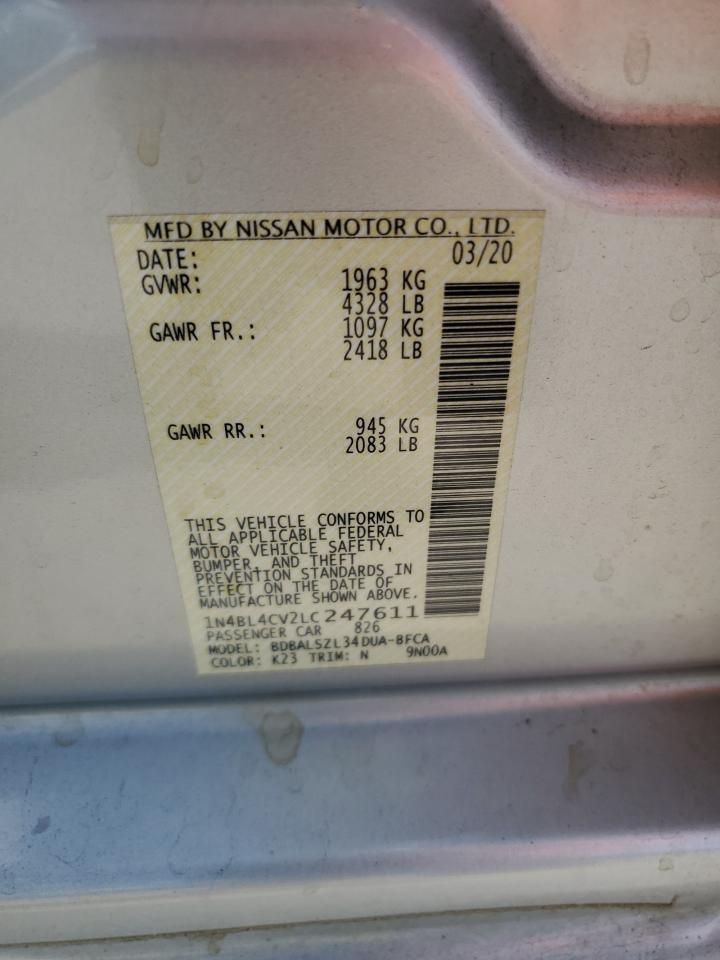 MFD BY NISSAN MOTOR CO., LTD.
DATE: 03/20
GVWR: 1963 KG
4328 LB
GAWR FR.: 1097 KG
2418 LB
GAWR RR.: 945 KG
2083 LB
THIS VEHICLE CONFORMS TO
ALL APPLICABLE FEDERAL
MOTOR VEHICLE SAFETY,
BUMPER, AND THEFT
PREVENTION STANDARDS IN
EFFECT ON THE DATE OF
MANUFACTURE SHOWN ABOVE.
1N4BL4CV2LC247611
PASSENGER CAR 826
MODEL: BDBALSZL34DUA-BFCA
COLOR: K23 TRIM: N 9N00A